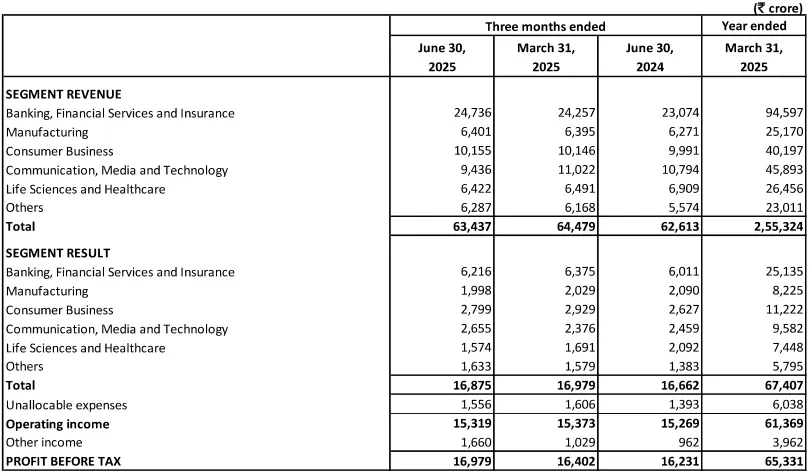 (₹ crore)
Three months ended Year ended
June 30, March 31, June 30, March 31,
2025 2025 2024 2025
SEGMENT REVENUE
Banking, Financial Services and Insurance 24,736 24,257 23,074 94,597
Manufacturing 6,401 6,395 6,271 25,170
Consumer Business 10,155 10,146 9,991 40,197
Communication, Media and Technology 9,436 11,022 10,794 45,893
Life Sciences and Healthcare 6,422 6,491 6,909 26,456
Others 6,287 6,168 5,574 23,011
Total 63,437 64,479 62,613 2,55,324
SEGMENT RESULT
Banking, Financial Services and Insurance 6,216 6,375 6,011 25,135
Manufacturing 1,998 2,029 2,090 8,225
Consumer Business 2,799 2,929 2,627 11,222
Communication, Media and Technology 2,655 2,376 2,459 9,582
Life Sciences and Healthcare 1,574 1,691 2,092 7,448
Others 1,633 1,579 1,383 5,795
Total 16,875 16,979 16,662 67,407
Unallocable expenses 1,556 1,606 1,393 6,038
Operating income 15,319 15,373 15,269 61,369
Other income 1,660 1,029 962 3,962
PROFIT BEFORE TAX 16,979 16,402 16,231 65,331